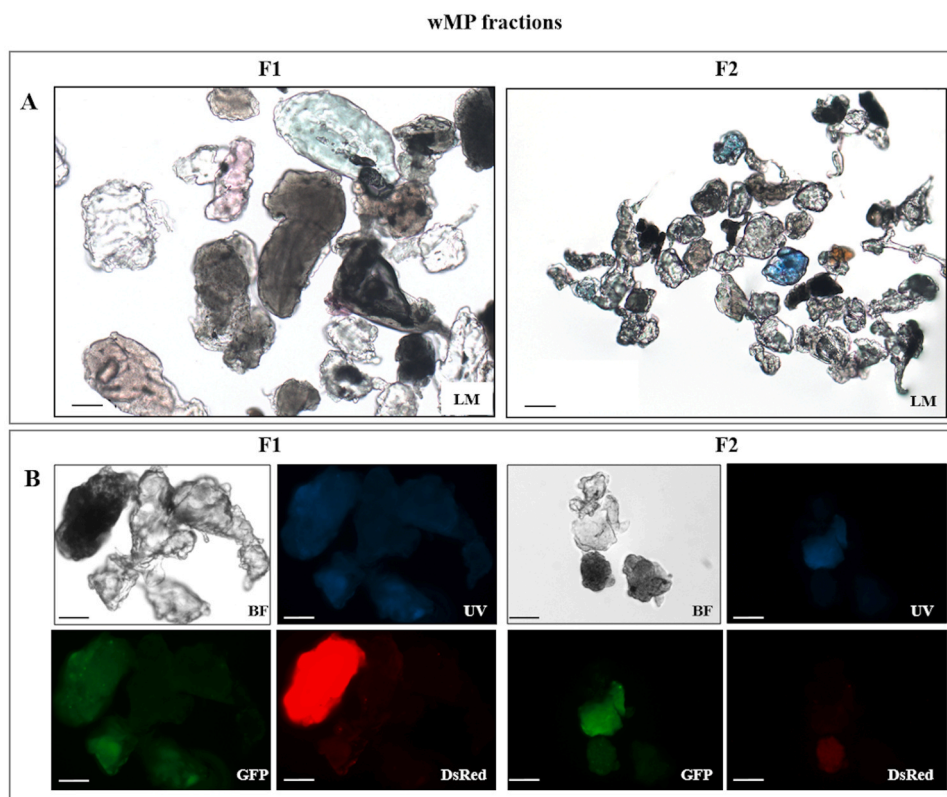 wMP fractions
F1 F2
A
LM LM
F1 F2
B
BF UV BF UV
GFP DsRed GFP DsRed